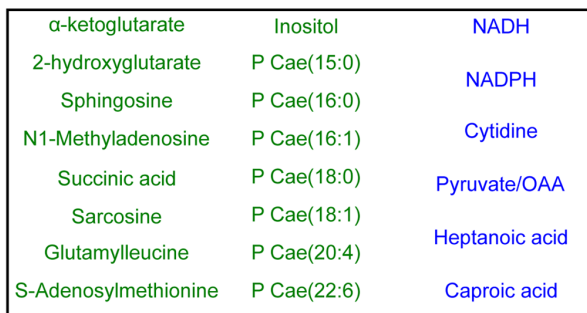 α-ketoglutarate
2-hydroxyglutarate
Sphingosine
N1-Methyladenosine
Succinic acid
Sarcosine
Glutamylleucine
S-Adenosylmethionine
Inositol
P Cae(15:0)
P Cae(16:0)
P Cae(16:1)
P Cae(18:0)
P Cae(18:1)
P Cae(20:4)
P Cae(22:6)
NADH
NADPH
Cytidine
Pyruvate/OAA
Heptanoic acid
Caproic acid